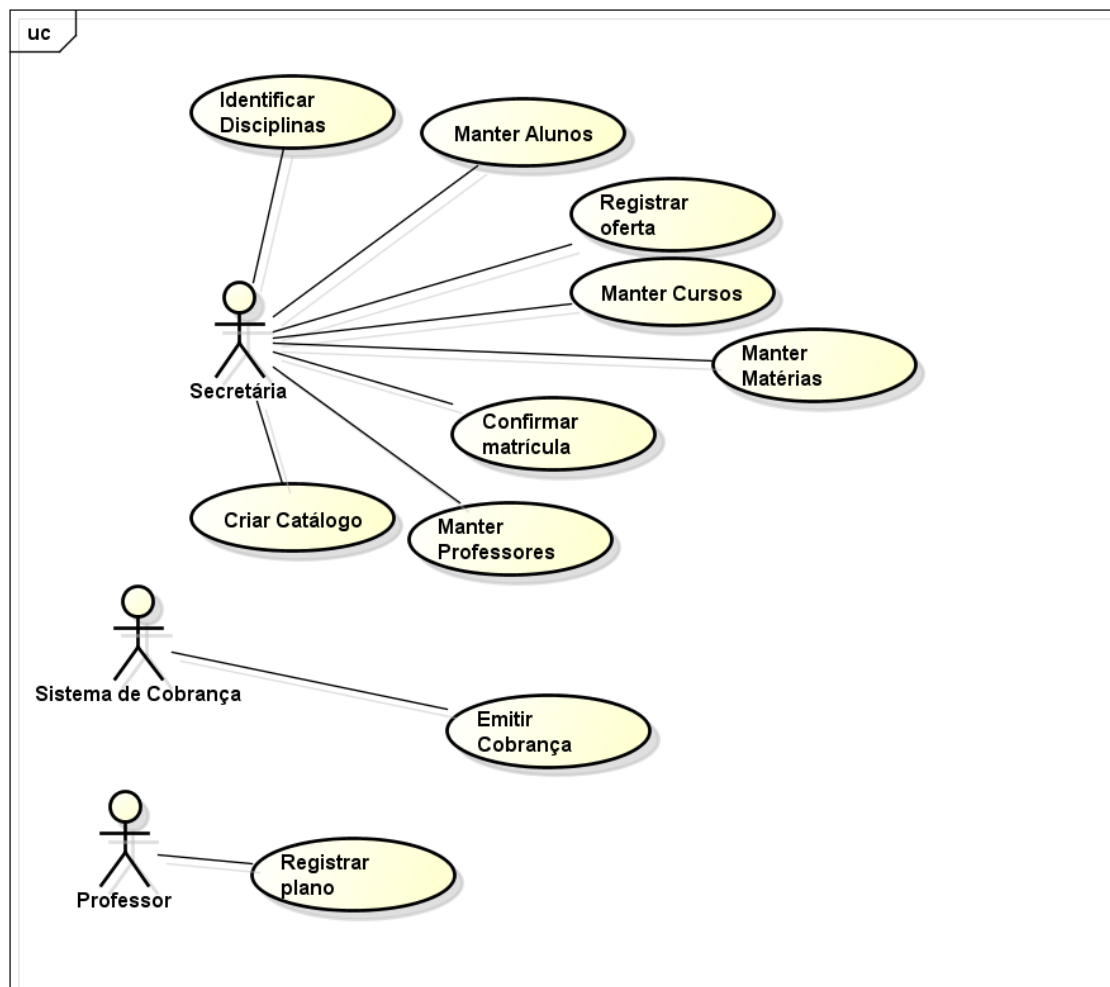 uc
Identificar
Disciplinas
Manter Alunos
Registrar
oferta
Manter Cursos
Manter
Matérias
Secretária
Confirmar
matrícula
Criar Catálogo
Manter
Professores
Sistema de Cobrança
Emitir
Cobrança
Registrar
plano
Professor